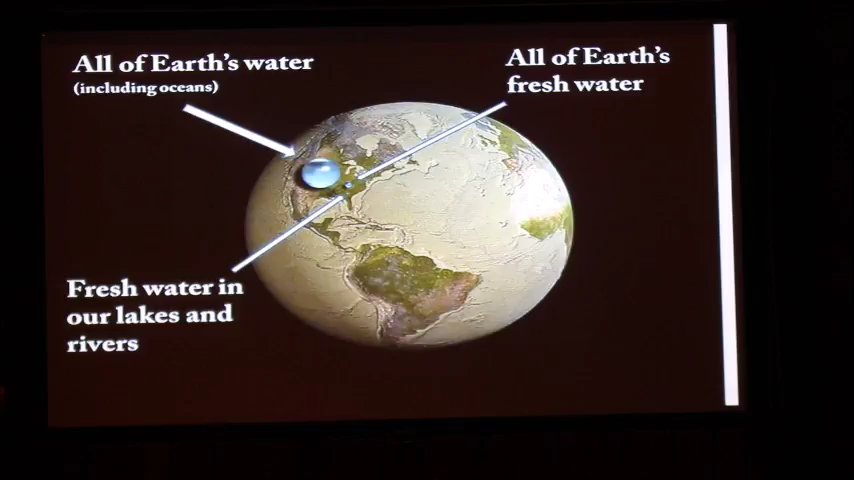 All of Earth's water
(including oceans)
All of Earth's
fresh water
Fresh water in
our lakes and
rivers